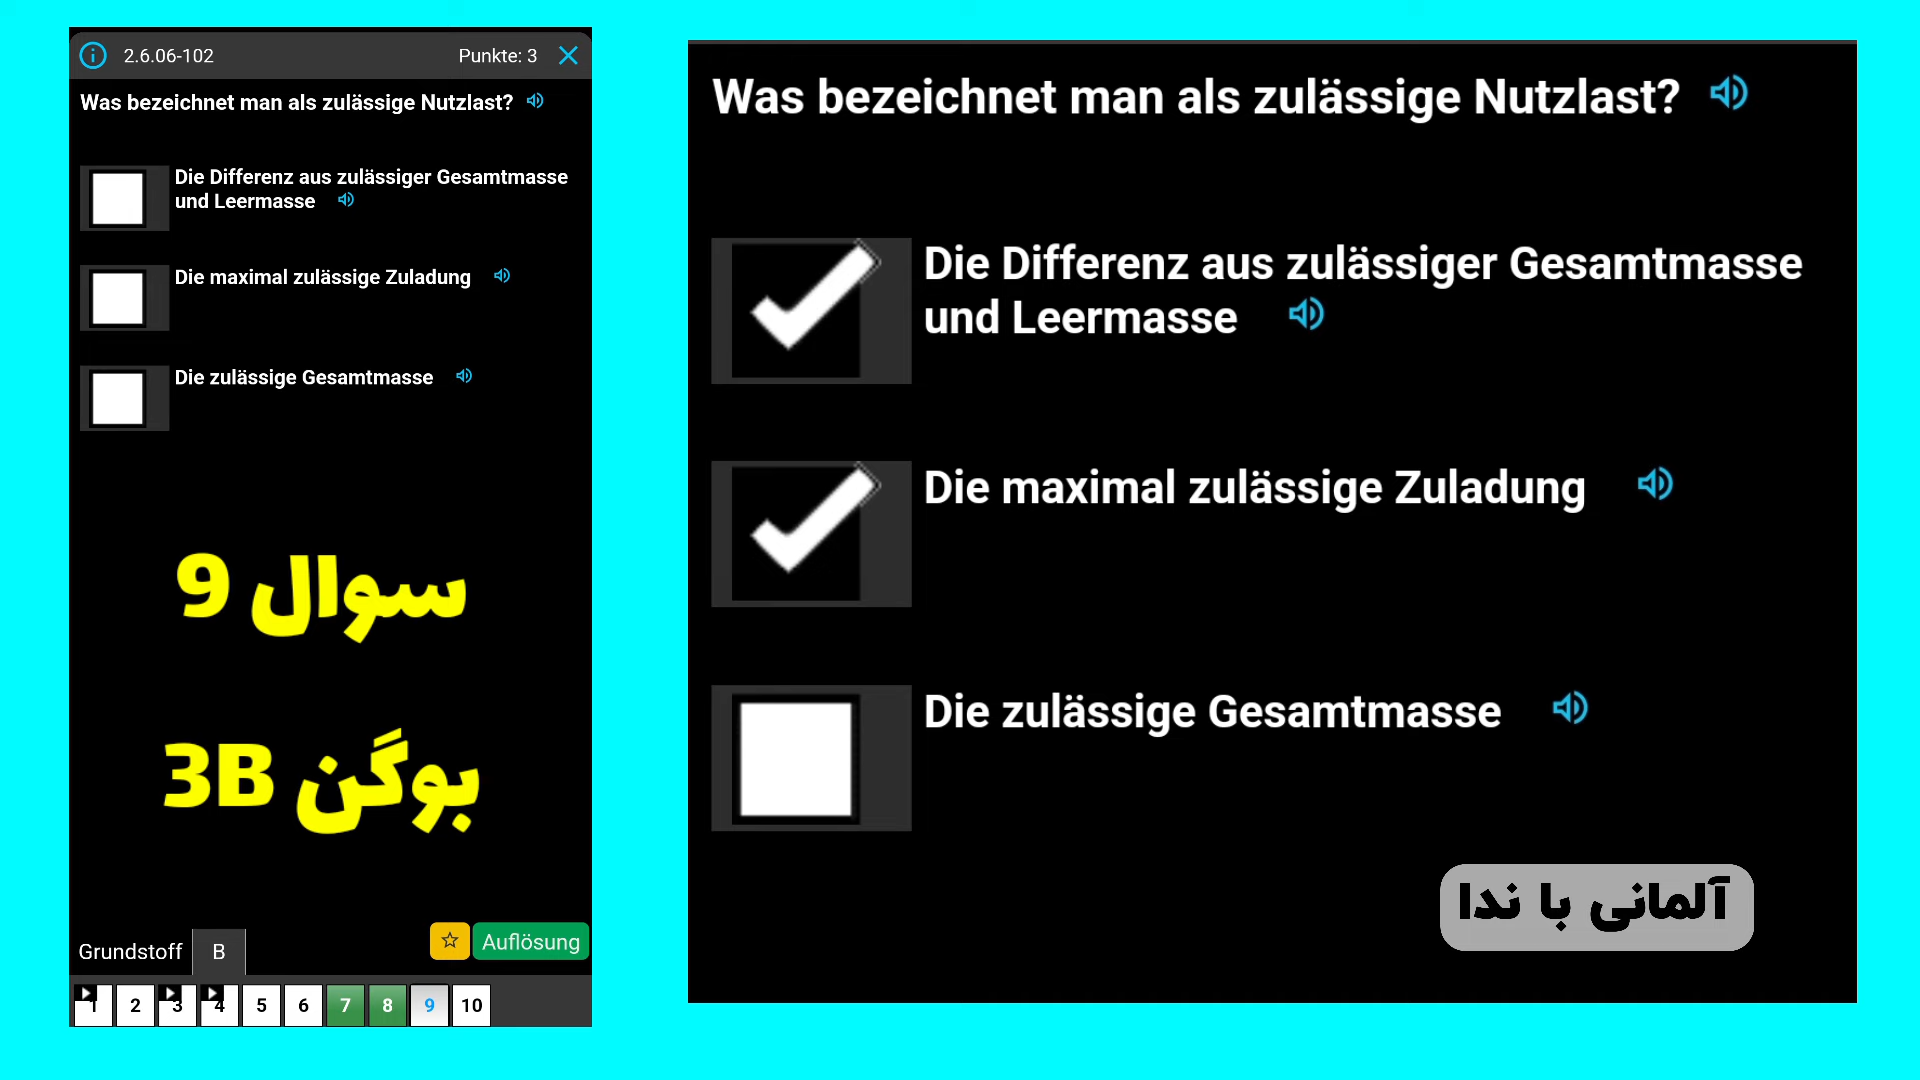 2.6.06-102 Punkte: 3
Was bezeichnet man als zulässige Nutzlast?
Die Differenz aus zulässiger Gesamtmasse
und Leermasse
Die maximal zulässige Zuladung
Die zulässige Gesamtmasse
سوال 9
بوگَن 3B
Grundstoff B
Auflösung
1 2 3 4 5 6 7 8 9 10
Was bezeichnet man als zulässige Nutzlast?
Die Differenz aus zulässiger Gesamtmasse
und Leermasse
Die maximal zulässige Zuladung
Die zulässige Gesamtmasse
آلمانی با ندا